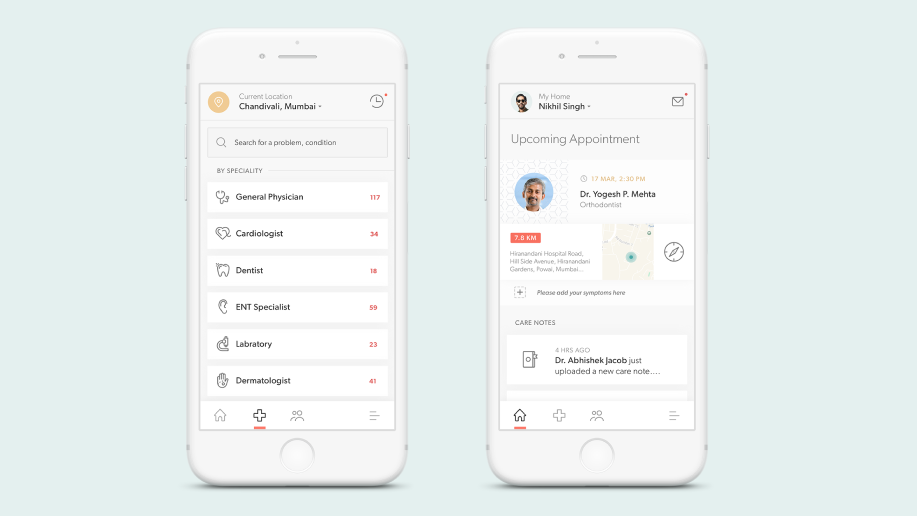 Current Location
Chandivali, Mumbai
Search for a problem, condition
BY SPECIALITY
General Physician 117
Cardiologist 34
Dentist 18
ENT Specialist 59
Labratory 23
Dermatologist 41
My Home
Nikhil Singh
Upcoming Appointment
17 MAR, 2:30 PM
Dr. Yogesh P. Mehta
Orthodontist
7.8 KM
Hiranandani Hospital Road,
Hill Side Avenue, Hiranandani
Gardens, Powai, Mumbai...
Please add your symptoms here
CARE NOTES
4 HRS AGO
Dr. Abhishek Jacob just
uploaded a new care note....